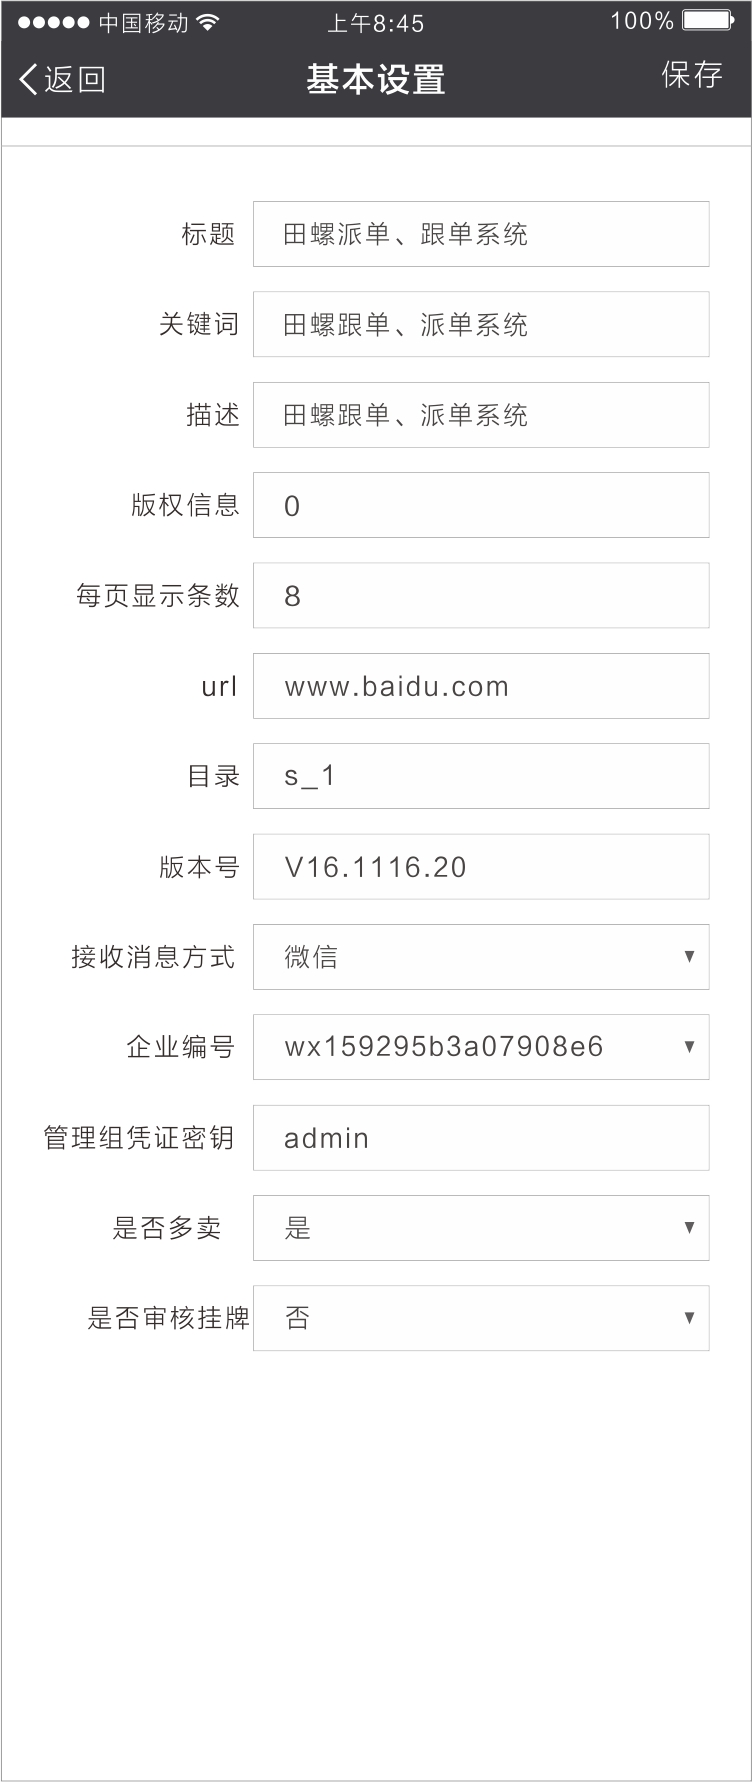 中国移动 上午8:45 100%
返回 基本设置 保存
标题 田螺派单、跟单系统
关键词 田螺跟单、派单系统
描述 田螺跟单、派单系统
版权信息 0
每页显示条数 8
url www.baidu.com
目录 s_1
版本号 V16.1116.20
接收消息方式 微信
企业编号 wx159295b3a07908e6
管理组凭证密钥 admin
是否多卖 是
是否审核挂牌 否